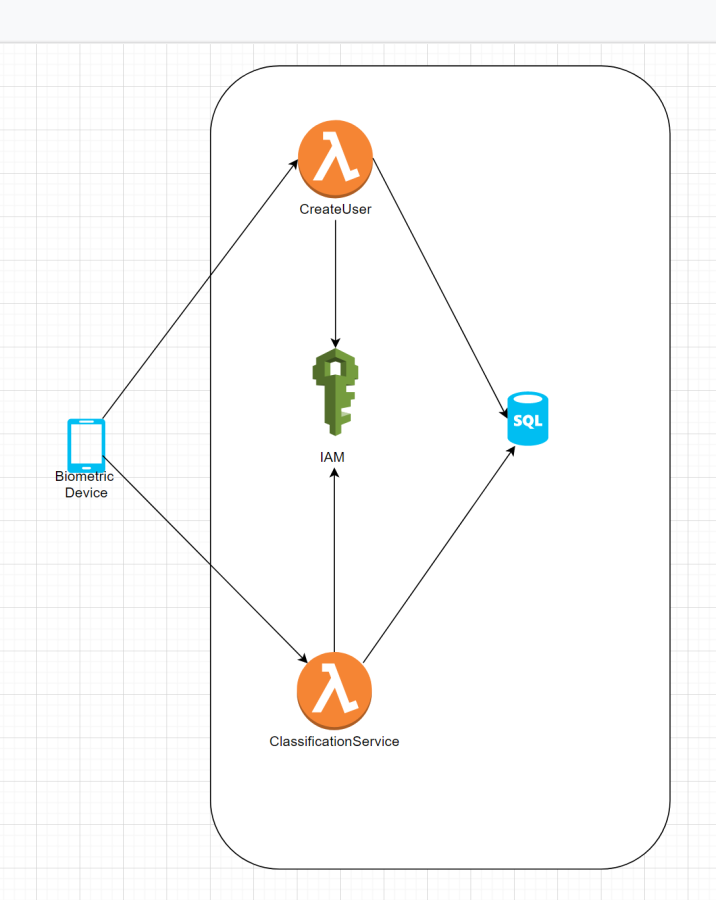 CreateUser
SQL
IAM
Biometric
Device
ClassificationService